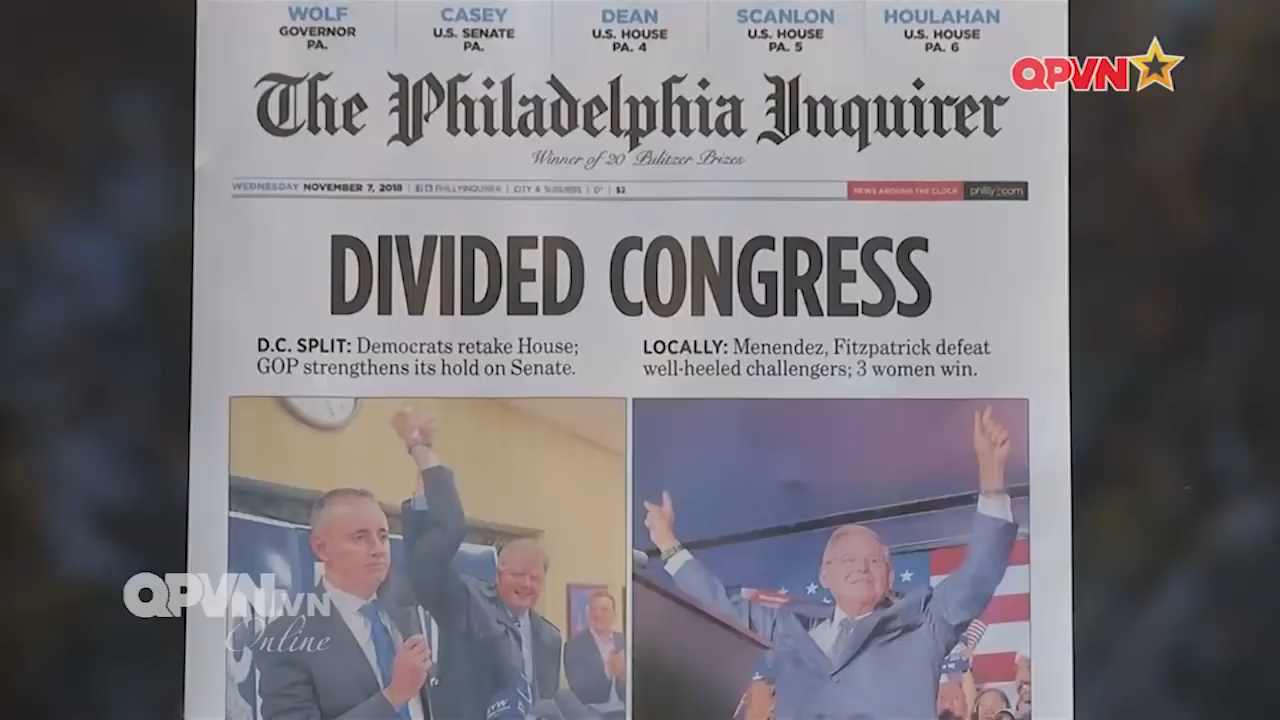 WOLF
GOVERNOR
PA.
CASEY
U.S. SENATE
PA.
DEAN
U.S. HOUSE
PA. 4
SCANLON
U.S. HOUSE
PA. 5
HOULAHAN
U.S. HOUSE
PA. 6
QPVN
The Philadelphia Inquirer
Winner of 20 Pulitzer Prizes
WEDNESDAY NOVEMBER 7, 2018 | PHILLYINQUIRER | CITY & SUBURBS | D* | $2
NEWS AROUND THE CLOCK philly.com
DIVIDED CONGRESS
D.C. SPLIT: Democrats retake House;
GOP strengthens its hold on Senate.
LOCALLY: Menendez, Fitzpatrick defeat
well-heeled challengers; 3 women win.
QPVN
Online